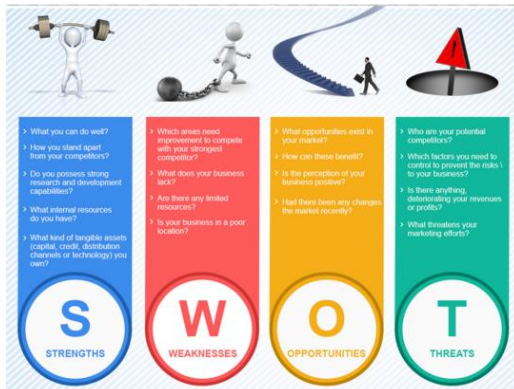 What you can do well?
How you stand apart
from your competitors?
Do you possess strong
research and development
capabilities?
What internal resources
do you have?
What kind of tangible assets
(capital, credit, distribution
channels or technology) you
own?
S
STRENGTHS
Which areas need
improvement to compete
with your strongest
competitor?
What does your business
lack?
Are there any limited
resources?
Is your business in a poor
location?
W
WEAKNESSES
What opportunities exist in
your market?
How can these benefit?
Is the perception of your
business positive?
Had there been any changes
the market recently?
O
OPPORTUNITIES
!
Who are your potential
competitors?
Which factors you need to
control to prevent the risks \
to your business?
Is there anything,
deteriorating your revenues
or profits?
What threatens your
marketing efforts?
T
THREATS